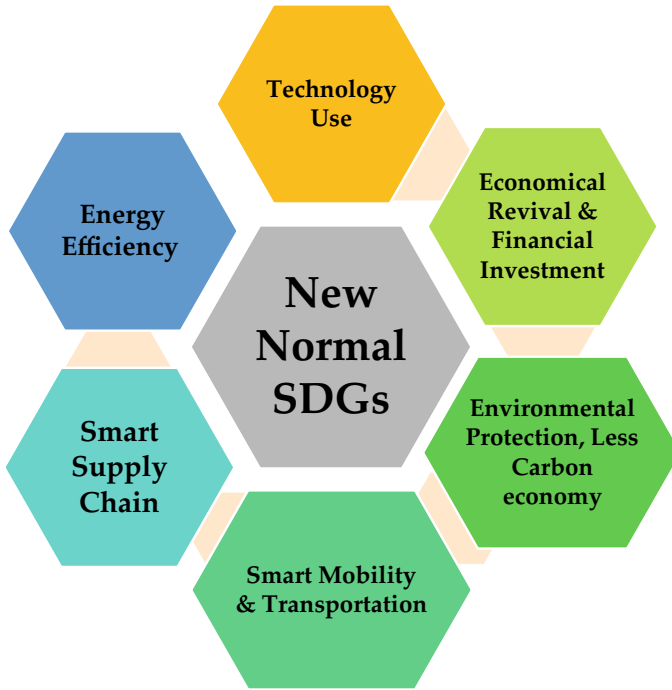 Technology
Use
Economical
Revival &
Financial
Investment
Environmental
Protection, Less
Carbon
economy
Smart Mobility
& Transportation
Smart
Supply
Chain
Energy
Efficiency
New
Normal
SDGs